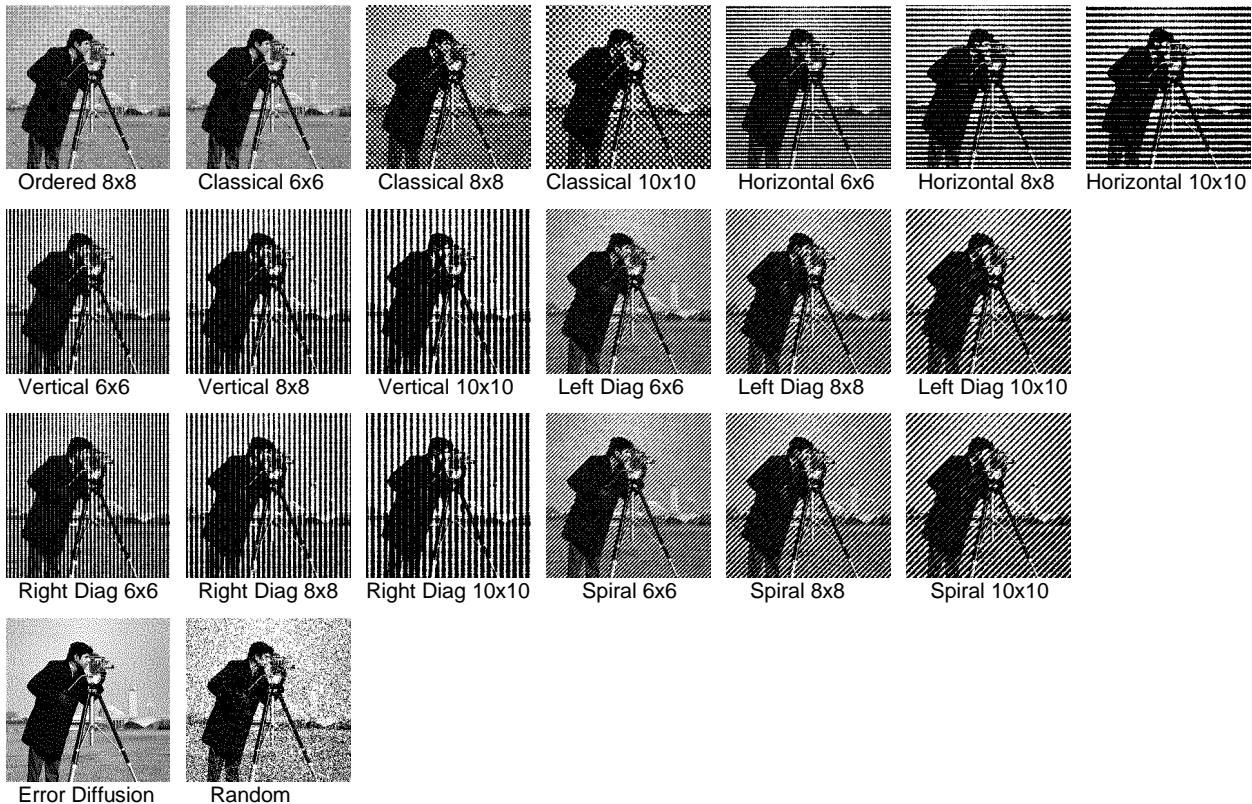 Ordered 8x8 Classical 6x6 Classical 8x8 Classical 10x10 Horizontal 6x6 Horizontal 8x8 Horizontal 10x10
Vertical 6x6 Vertical 8x8 Vertical 10x10 Left Diag 6x6 Left Diag 8x8 Left Diag 10x10
Right Diag 6x6 Right Diag 8x8 Right Diag 10x10 Spiral 6x6 Spiral 8x8 Spiral 10x10
Error Diffusion Random